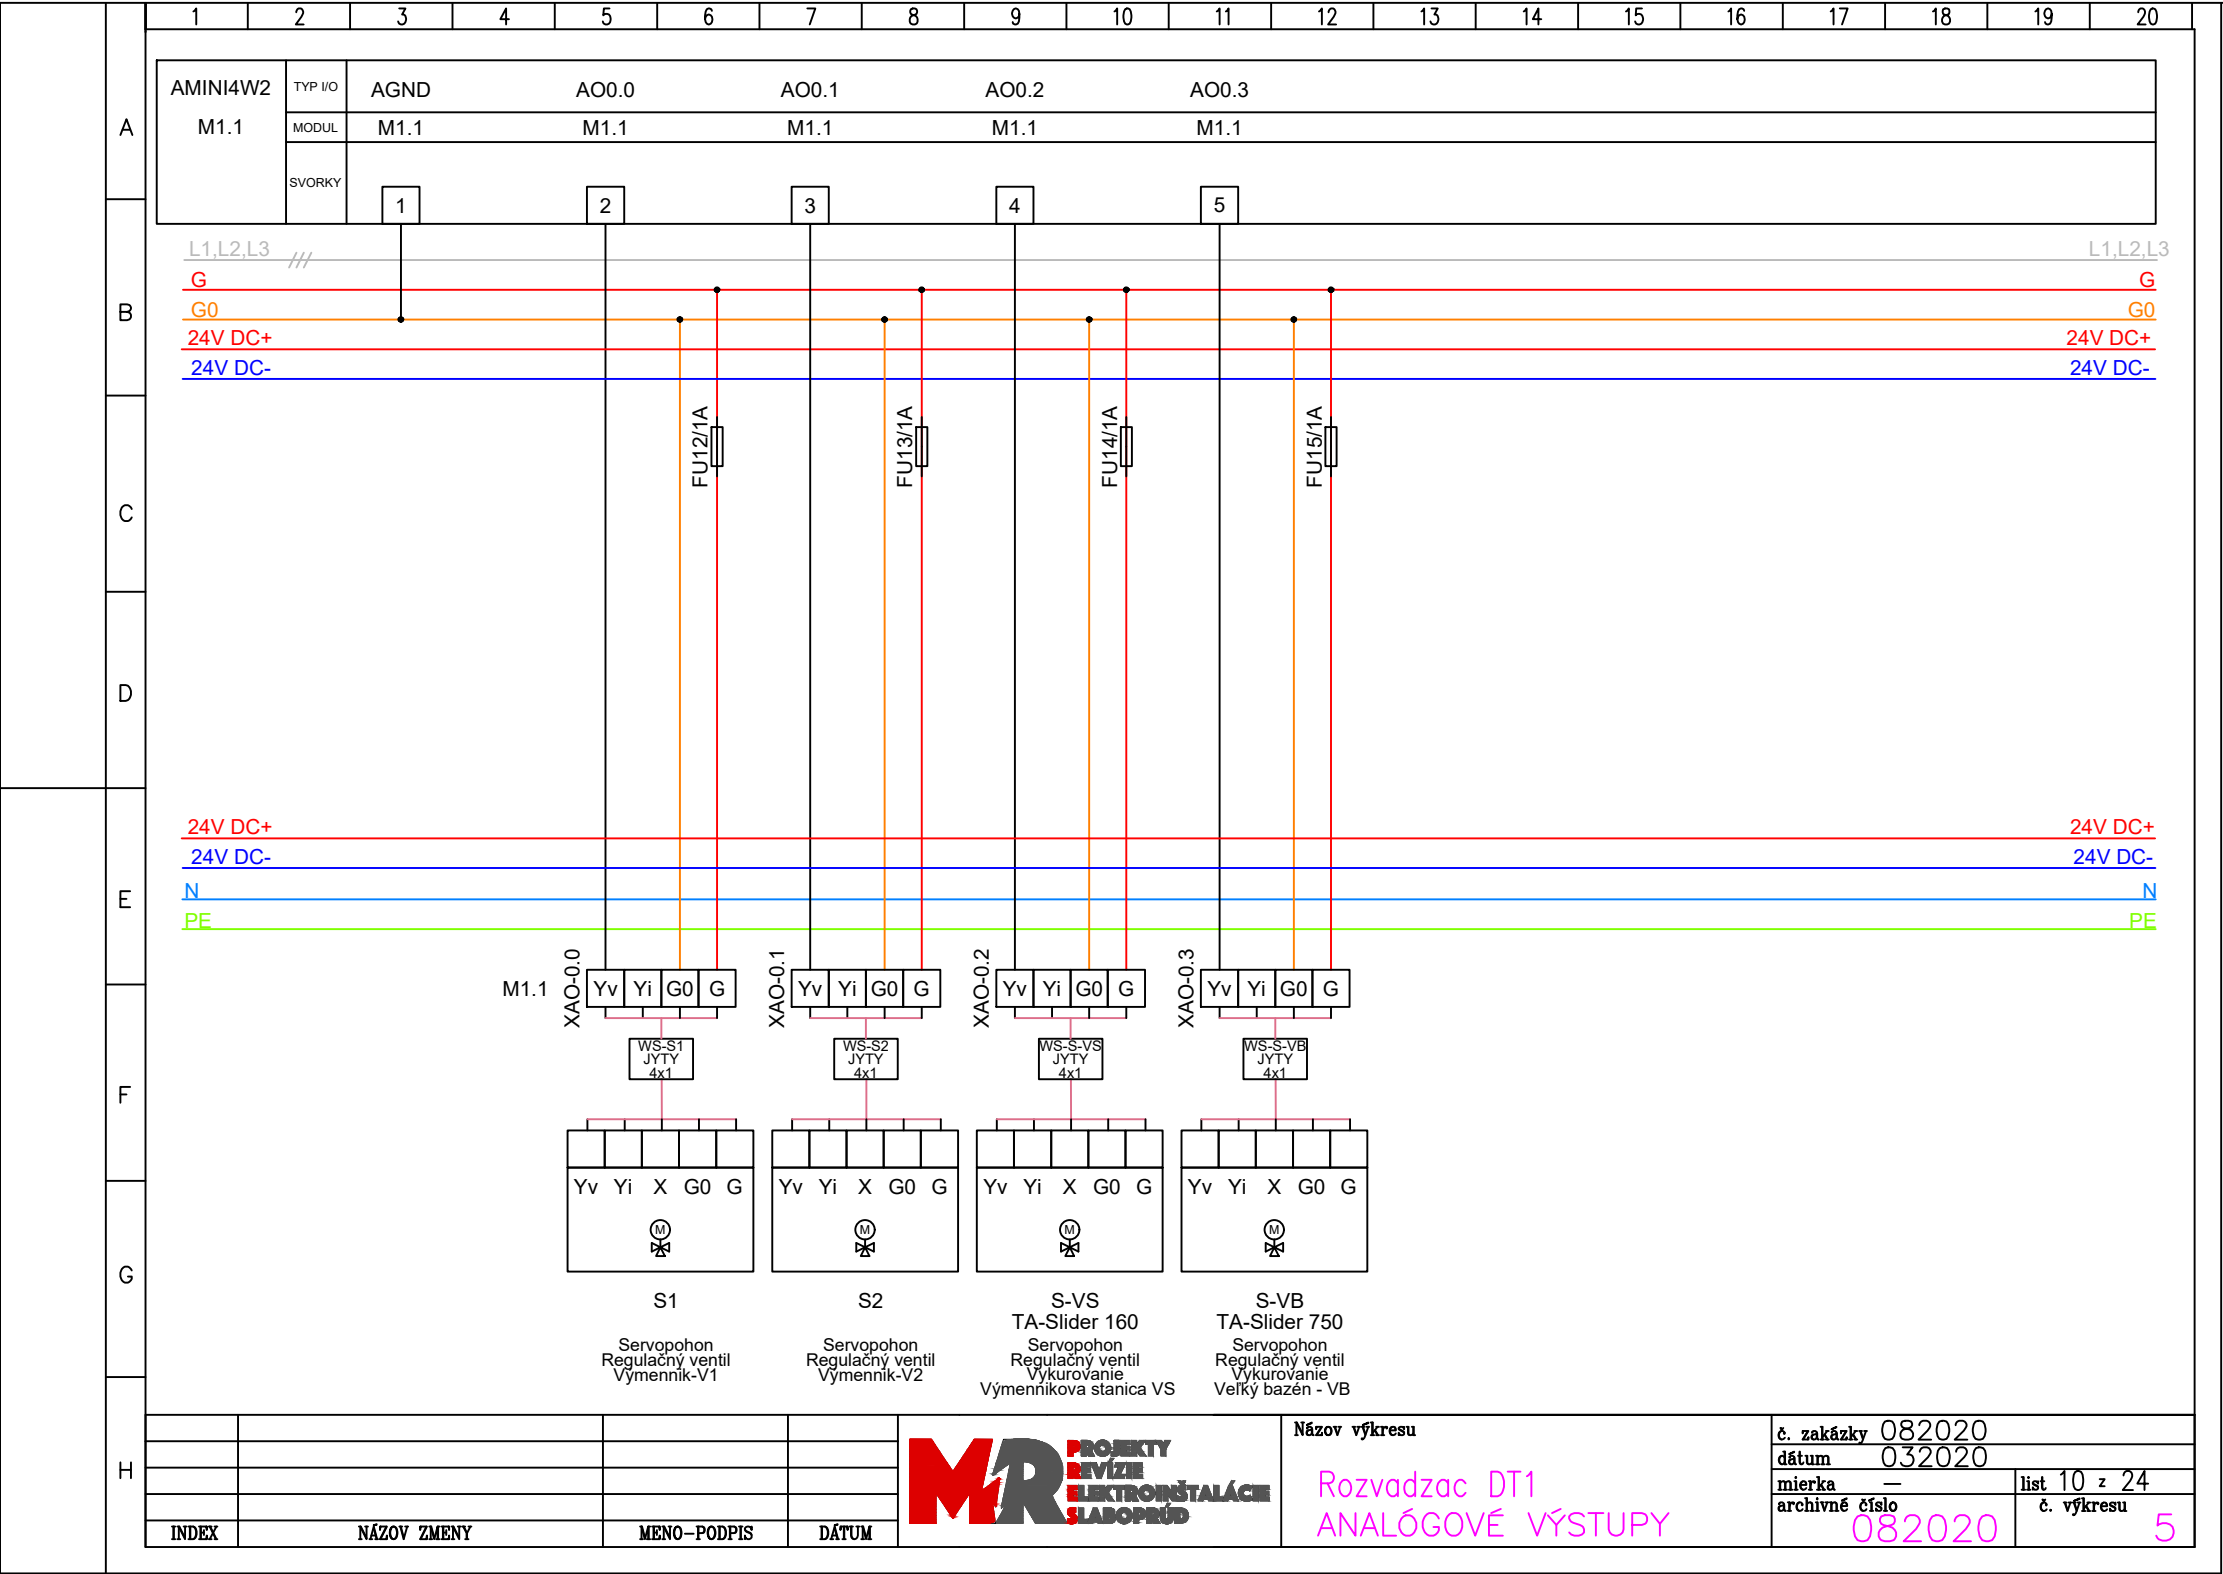 1 2 3 4 5 6 7 8 9 10 11 12 13 14 15 16 17 18 19 20
AMINI4W2 TYP I/O AGND AO0.0 AO0.1 AO0.2 AO0.3
A M1.1 MODUL M1.1 M1.1 M1.1 M1.1 M1.1
SVORKY
1 2 3 4 5
L1,L2,L3 L1,L2,L3
G G
B G0 G0
24V DC+ 24V DC+
24V DC- 24V DC-
FU12/1A FU13/1A FU14/1A FU15/1A
C
D
24V DC+ 24V DC+
24V DC- 24V DC-
E N N
PE PE
M1.1 XAO-0.0 Yv Yi G0 G XAO-0.1 Yv Yi G0 G XAO-0.2 Yv Yi G0 G XAO-0.3 Yv Yi G0 G
WS-S1 WS-S2 WS-S-VS WS-S-VB
JYTY JYTY JYTY JYTY
4x1 4x1 4x1 4x1
F
Yv Yi X G0 G Yv Yi X G0 G Yv Yi X G0 G Yv Yi X G0 G
M M M M
G
S1 S2 S-VS S-VB
TA-Slider 160 TA-Slider 750
Servopohon Servopohon Servopohon Servopohon
Regulačný ventil Regulačný ventil Regulačný ventil Regulačný ventil
Výmenník-V1 Výmenník-V2 Vykurovanie Vykurovanie
Výmenníkova stanica VS Veľký bazén - VB
H
INDEX NÁZOV ZMENY MENO-PODPIS DÁTUM
MR
PROJEKTY
REVÍZIE
ELEKTROINŠTALÁCIE
SLABOPRÚD
Názov výkresu
Rozvadzac DT1
ANALÓGOVÉ VÝSTUPY
č. zakázky 082020
dátum 032020
mierka — list 10 z 24
archivné číslo č. výkresu
082020 5